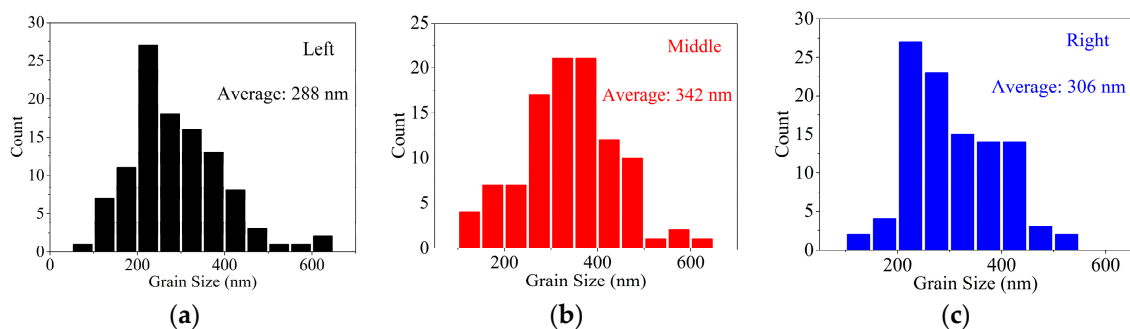 30
25
20
15
10
5
0
Count
Left
Average: 288 nm
0
200
400
600
Grain Size (nm)
(a)
25
20
15
10
5
0
Count
Middle
Average: 342 nm
200
400
600
Grain Size (nm)
(b)
30
25
20
15
10
5
0
Count
Right
Average: 306 nm
200
400
600
Grain Size (nm)
(c)